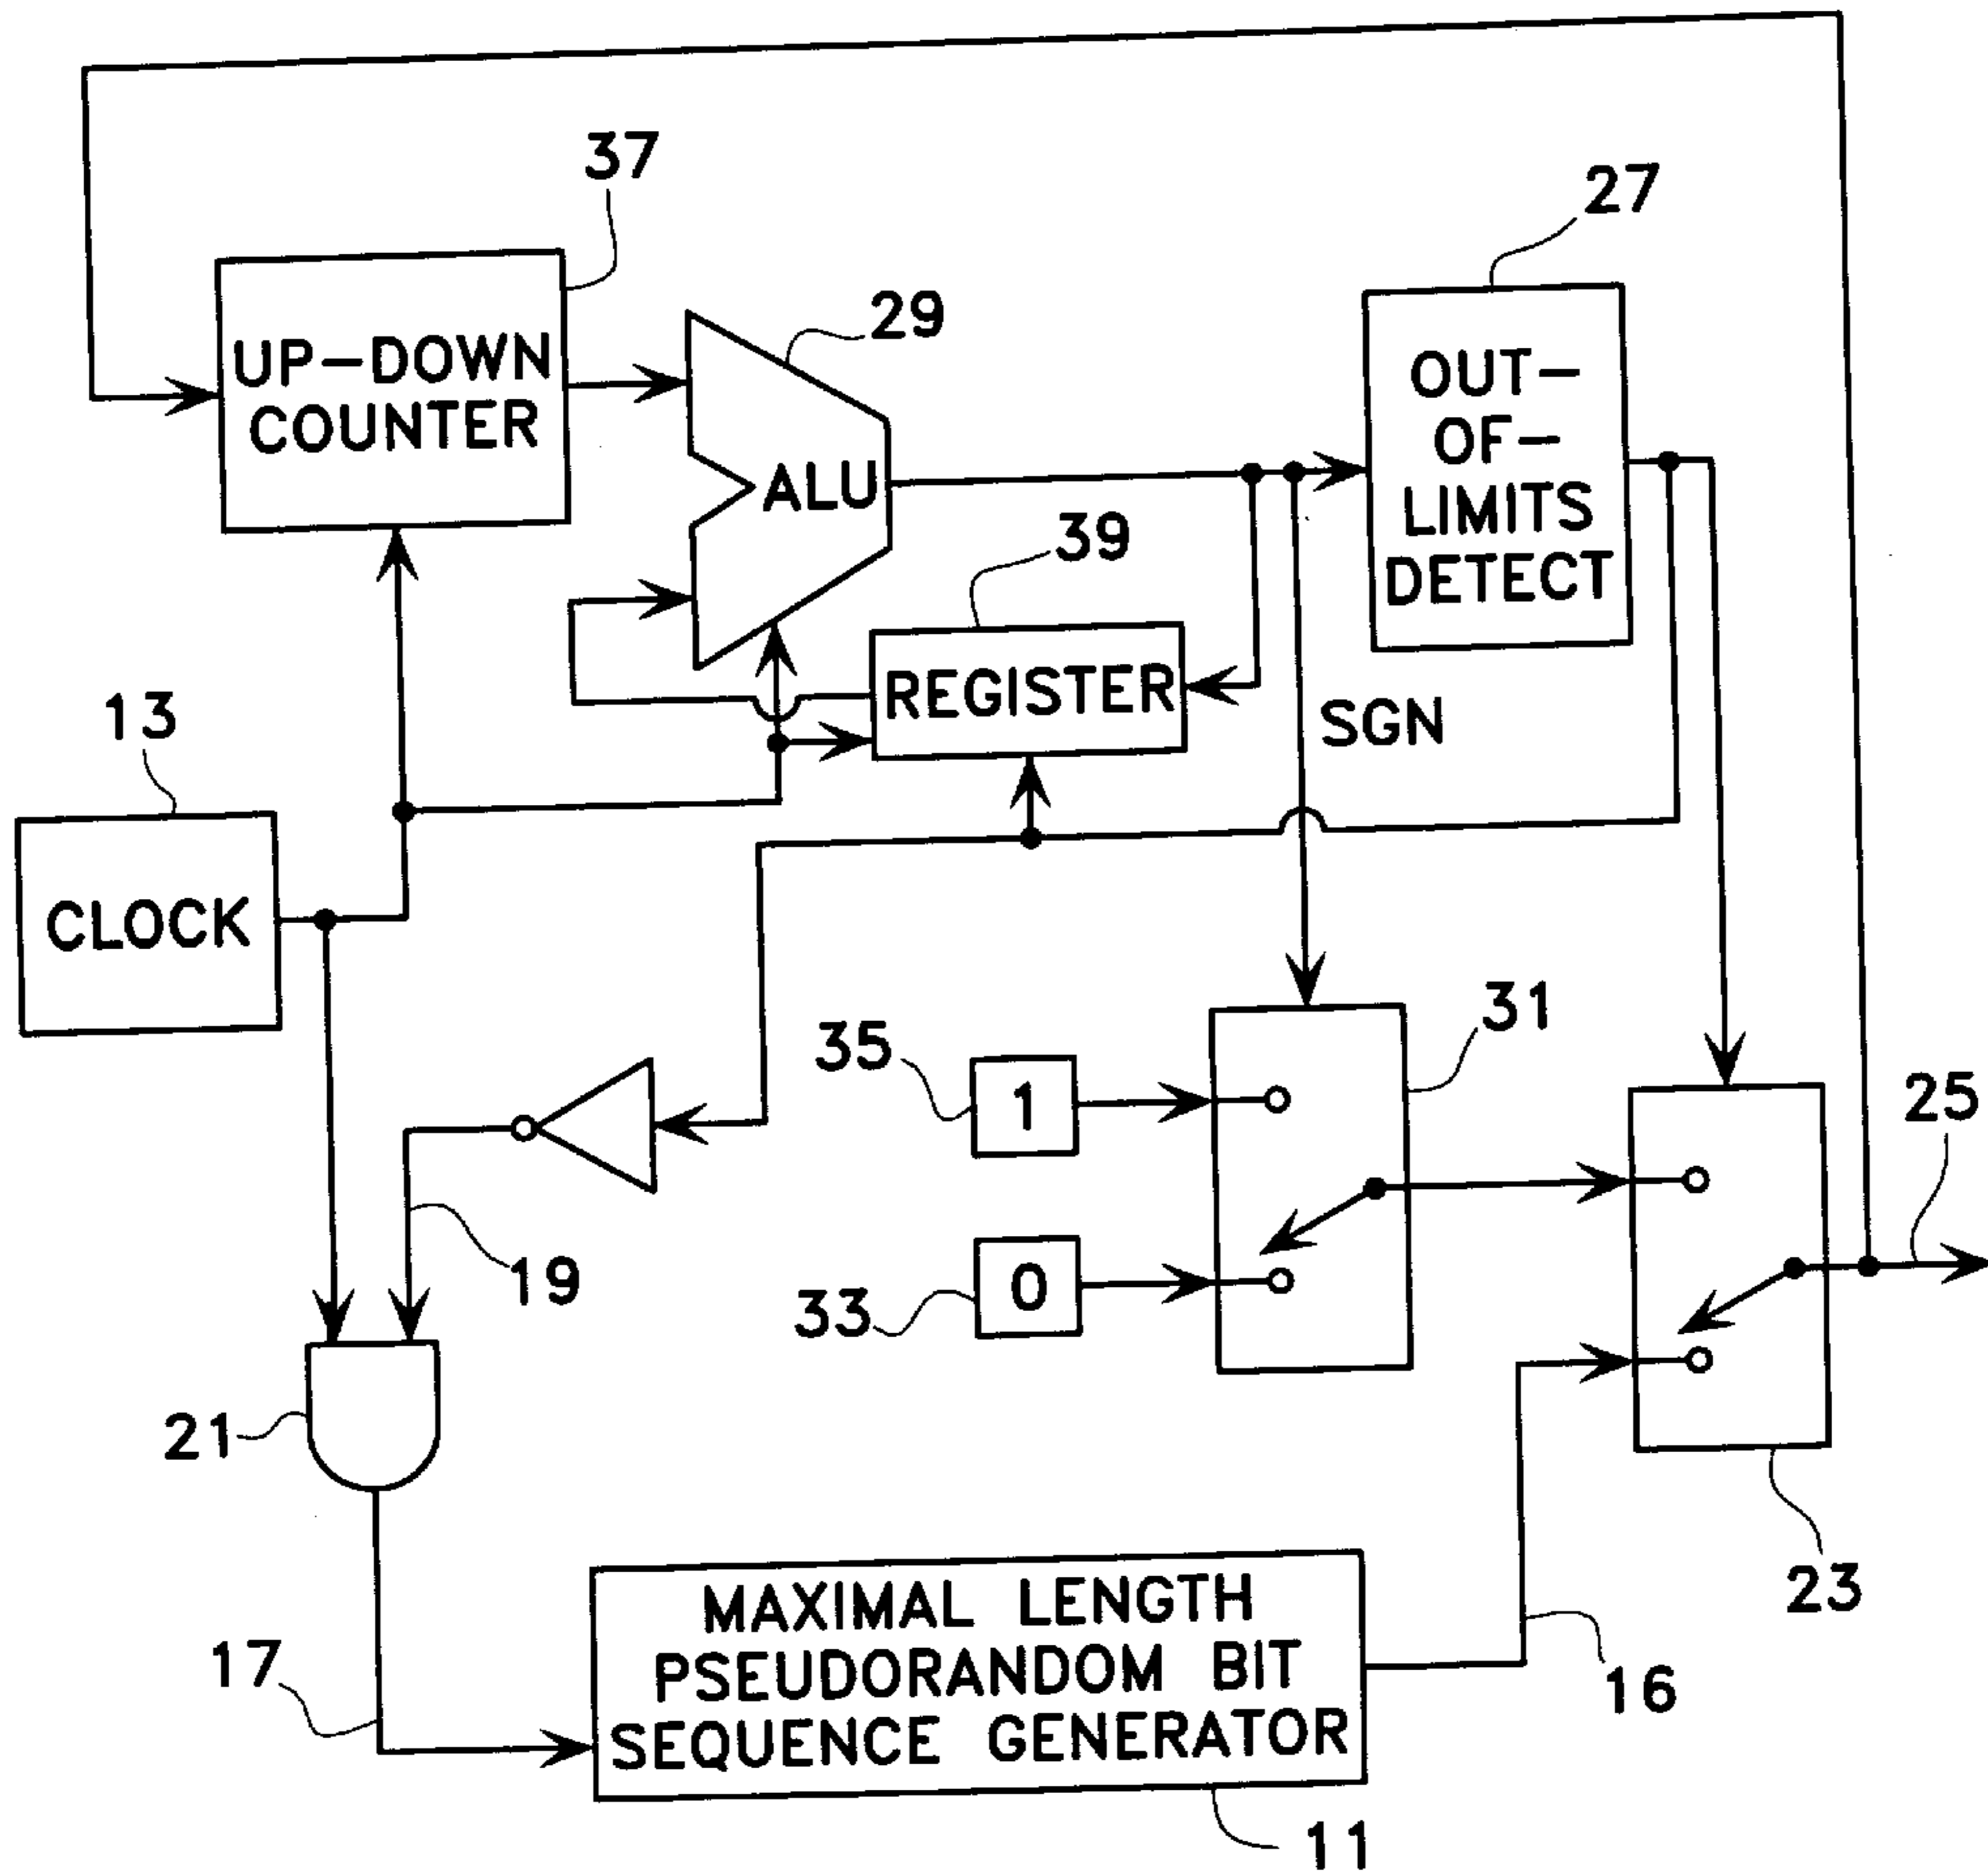 37
27
UP-DOWN
COUNTER
29
ALU
OUT-
OF-
LIMITS
DETECT
39
REGISTER
SGN
13
CLOCK
31
35
1
25
19
33
0
21
23
MAXIMAL LENGTH
PSEUDORANDOM BIT
SEQUENCE GENERATOR
17
16
11